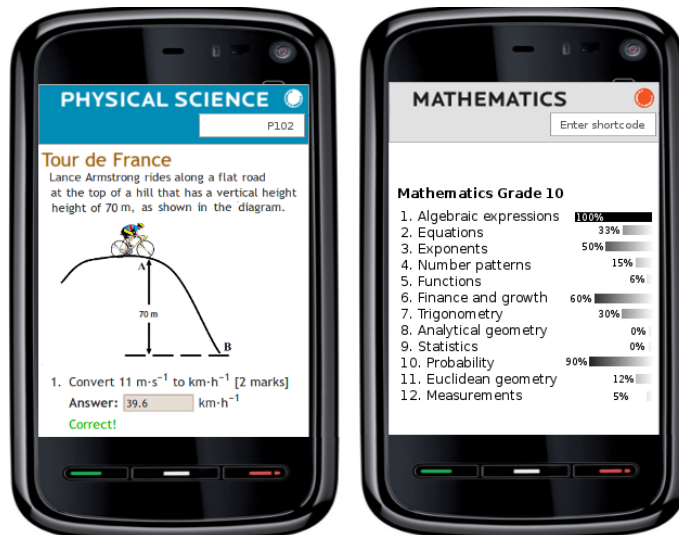 PHYSICAL SCIENCE
P102
Tour de France
Lance Armstrong rides along a flat road
at the top of a hill that has a vertical height
height of 70 m, as shown in the diagram.
A
70 m
B
1. Convert 11 m·s⁻¹ to km·h⁻¹ [2 marks]
Answer: 39.6 km·h⁻¹
Correct!
MATHEMATICS
Enter shortcode
Mathematics Grade 10
1. Algebraic expressions 100%
2. Equations 33%
3. Exponents 50%
4. Number patterns 15%
5. Functions 6%
6. Finance and growth 60%
7. Trigonometry 30%
8. Analytical geometry 0%
9. Statistics 0%
10. Probability 90%
11. Euclidean geometry 12%
12. Measurements 5%